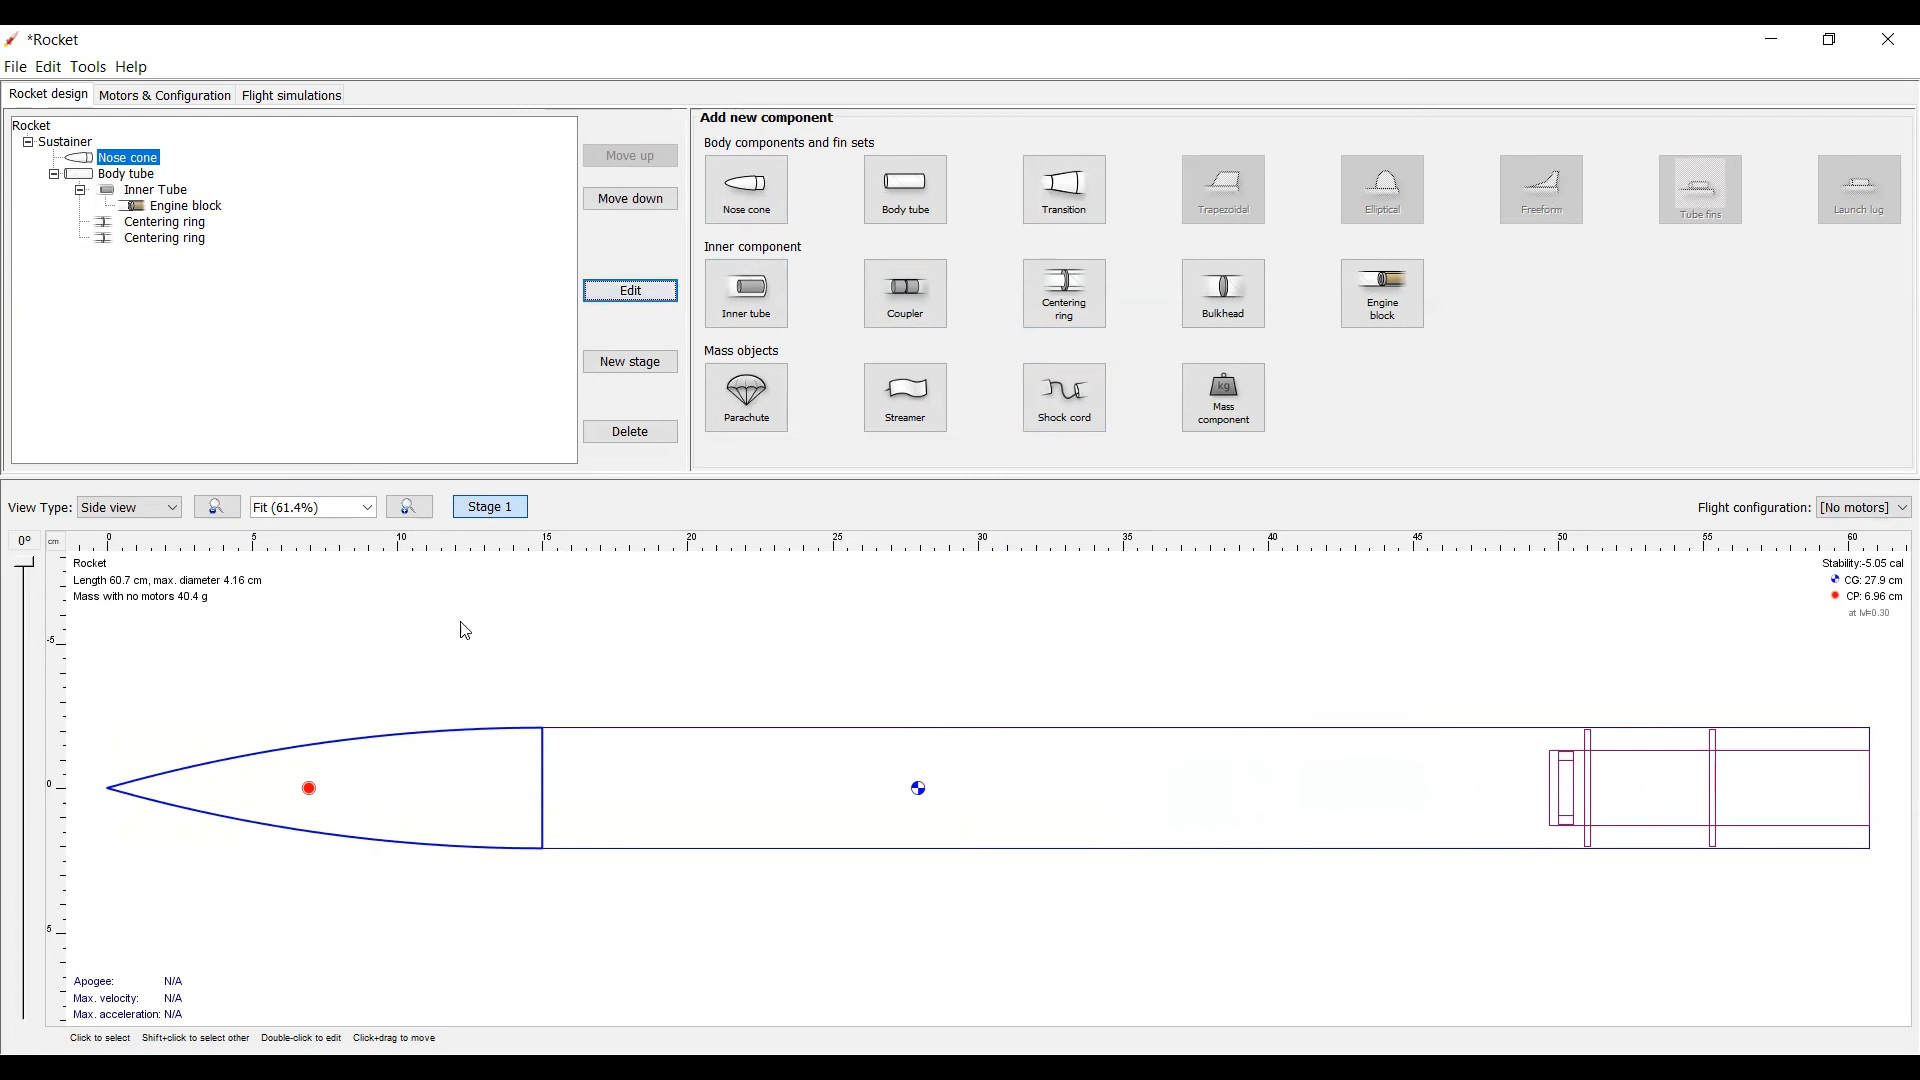 *Rocket
File Edit Tools Help
Rocket design Motors & Configuration Flight simulations
Rocket
Sustainer
Nose cone
Body tube
Inner Tube
Engine block
Centering ring
Centering ring
Move up
Move down
Edit
New stage
Delete
Add new component
Body components and fin sets
Nose cone Body tube Transition Trapezoidal Elliptical Freeform Tube fins Launch lug
Inner component
Inner tube Coupler Centering ring Bulkhead Engine block
Mass objects
kg
Parachute Streamer Shock cord Mass component
View Type: Side view Fit (61.4%) Stage 1 Flight configuration: [No motors]
0°
cm 0 5 10 15 20 25 30 35 40 45 50 55 60
Rocket
Length 60.7 cm, max. diameter 4.16 cm
Mass with no motors 40.4 g
Stability:-5.05 cal
CG: 27.9 cm
CP: 6.96 cm
at M=0.30
-5
0
5
Apogee: N/A
Max. velocity: N/A
Max. acceleration: N/A
Click to select Shift+click to select other Double-click to edit Click+drag to move